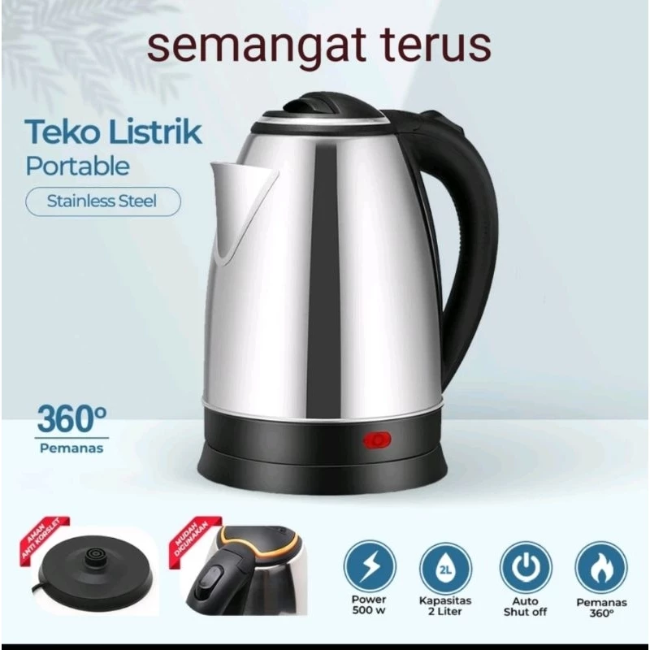 semangat terus
Teko Listrik
Portable
Stainless Steel
360°
Pemanas
AMAN
ANTI KORSLET
MUDAH
DIGUNAKAN
2L
Power
500 w
Kapasitas
2 Liter
Auto
Shut off
Pemanas
360°